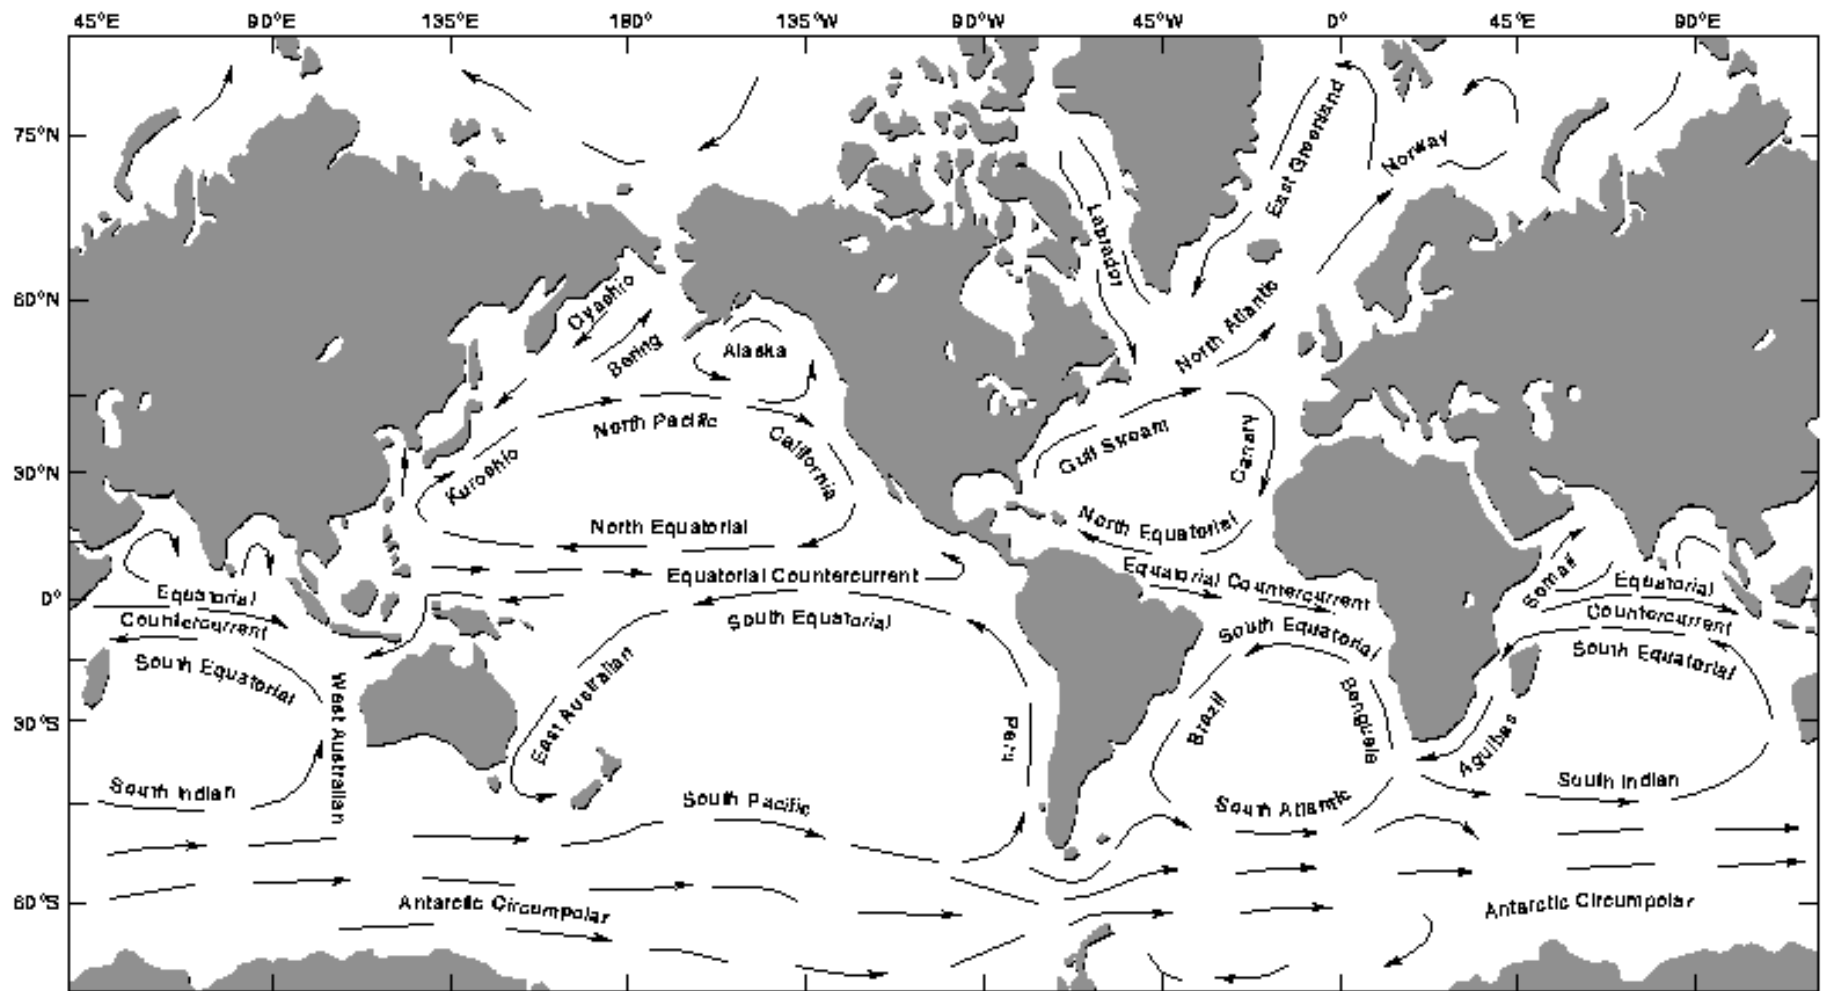 45°E 90°E 135°E 180° 135°W 90°W 45°W 0° 45°E 90°E
75°N
60°N
30°N
0°
30°S
60°S
East Greenland
Norway
Labrador
Oyashio
Bering
Alaska
North Atlantic
North Pacific
California
Kuroshio
Gulf Stream
Canary
North Equatorial
North Equatorial
Equatorial Countercurrent
Equatorial Countercurrent
Somali
Equatorial
Countercurrent
Equatorial
Countercurrent
South Equatorial
South Equatorial
South Equatorial
South Equatorial
West Australian
East Australian
Peru
Brazil
Benguela
Agulhas
South Indian
South Pacific
South Atlantic
South Indian
Antarctic Circumpolar
Antarctic Circumpolar